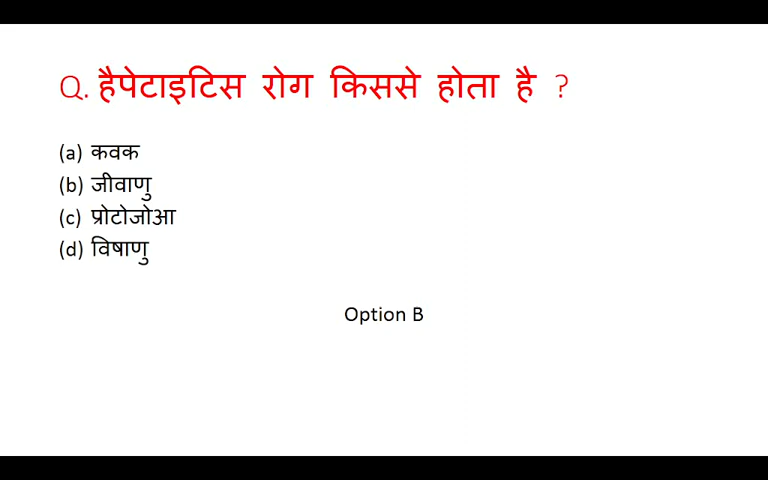 Q. हैपेटाइटिस रोग किससे होता है ?
(a) कवक
(b) जीवाणु
(c) प्रोटोजोआ
(d) विषाणु
Option B